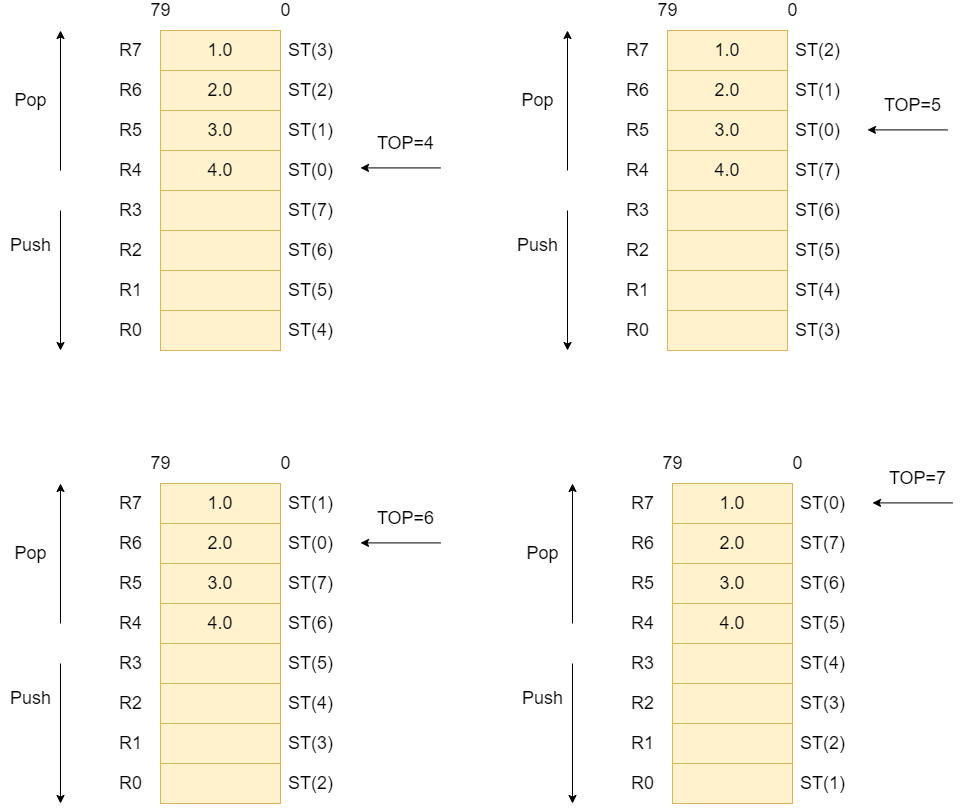 79 0
R7 1.0 ST(3)
R6 2.0 ST(2)
Pop
R5 3.0 ST(1)
TOP=4
R4 4.0 ST(0)
R3 ST(7)
Push
R2 ST(6)
R1 ST(5)
R0 ST(4)
79 0
R7 1.0 ST(2)
R6 2.0 ST(1)
Pop
TOP=5
R5 3.0 ST(0)
R4 4.0 ST(7)
R3 ST(6)
Push
R2 ST(5)
R1 ST(4)
R0 ST(3)
79 0
R7 1.0 ST(1)
TOP=6
R6 2.0 ST(0)
Pop
R5 3.0 ST(7)
R4 4.0 ST(6)
R3 ST(5)
Push
R2 ST(4)
R1 ST(3)
R0 ST(2)
79 0
TOP=7
R7 1.0 ST(0)
R6 2.0 ST(7)
Pop
R5 3.0 ST(6)
R4 4.0 ST(5)
R3 ST(4)
Push
R2 ST(3)
R1 ST(2)
R0 ST(1)